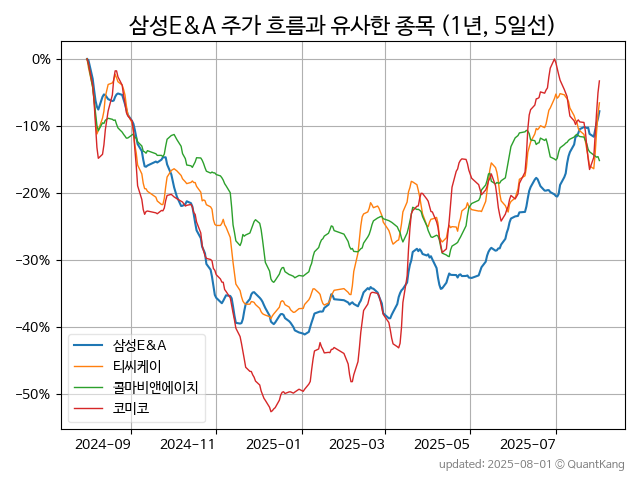 삼성E&A 주가 흐름과 유사한 종목 (1년, 5일선)
0%
−10%
−20%
−30%
−40%
−50%
삼성E&A
티씨케이
콜마비앤에이치
코미코
2024−09
2024−11
2025−01
2025−03
2025−05
2025−07
updated: 2025-08-01 © QuantKang